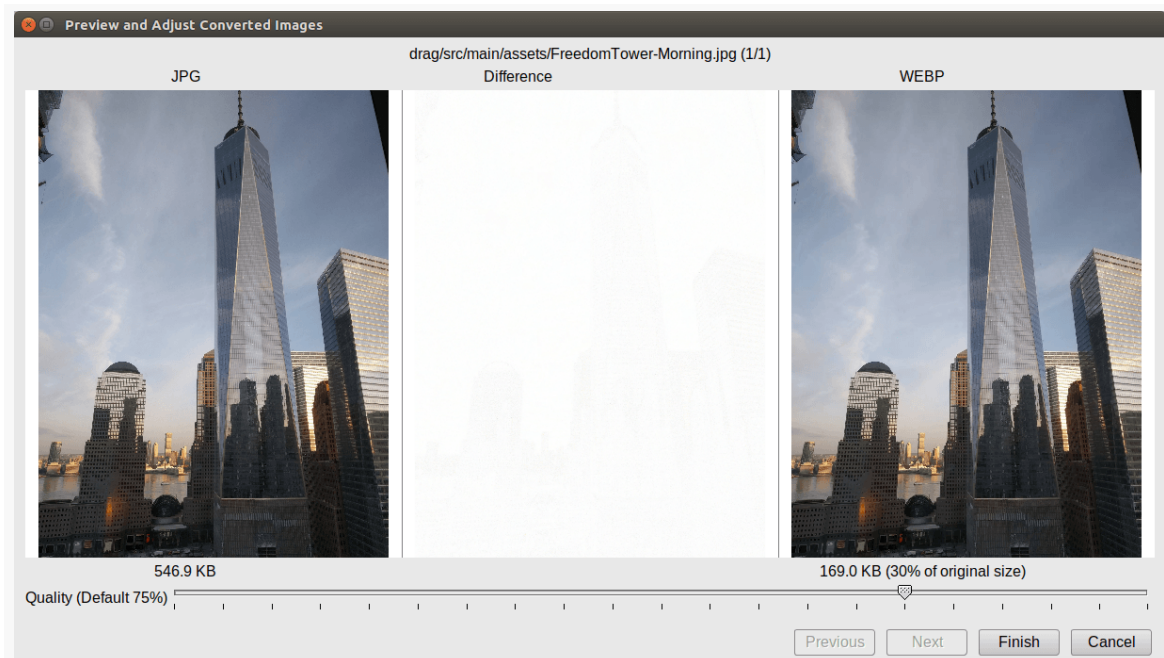 Preview and Adjust Converted Images
drag/src/main/assets/FreedomTower-Morning.jpg (1/1)
JPG Difference WEBP
546.9 KB 169.0 KB (30% of original size)
Quality (Default 75%)
Previous Next Finish Cancel